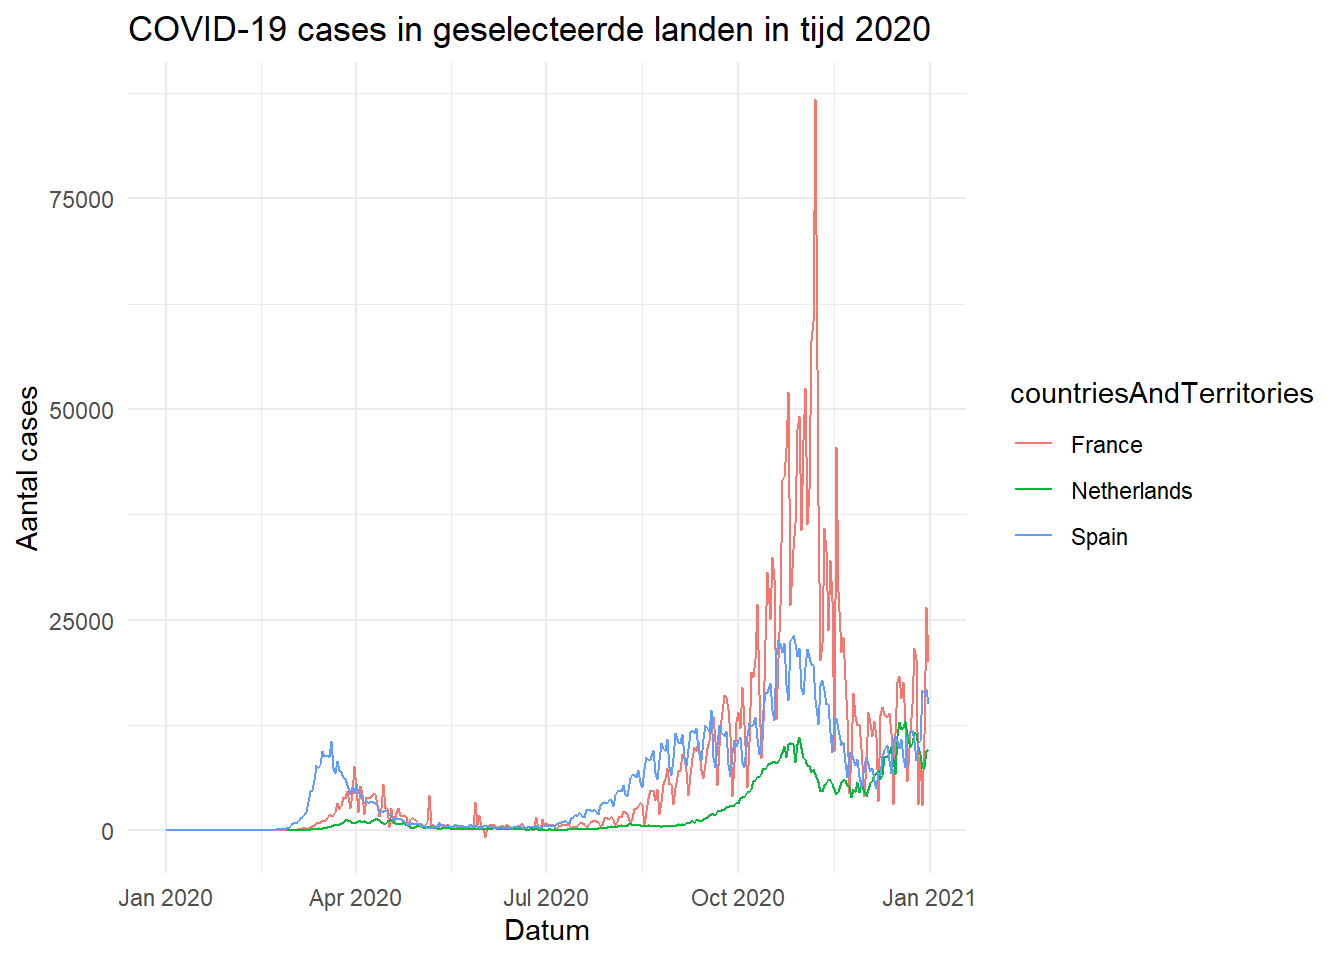 COVID-19 cases in geselecteerde landen in tijd 2020
75000
50000
25000
0
Aantal cases
Jan 2020
Apr 2020
Jul 2020
Oct 2020
Jan 2021
Datum
countriesAndTerritories
France
Netherlands
Spain